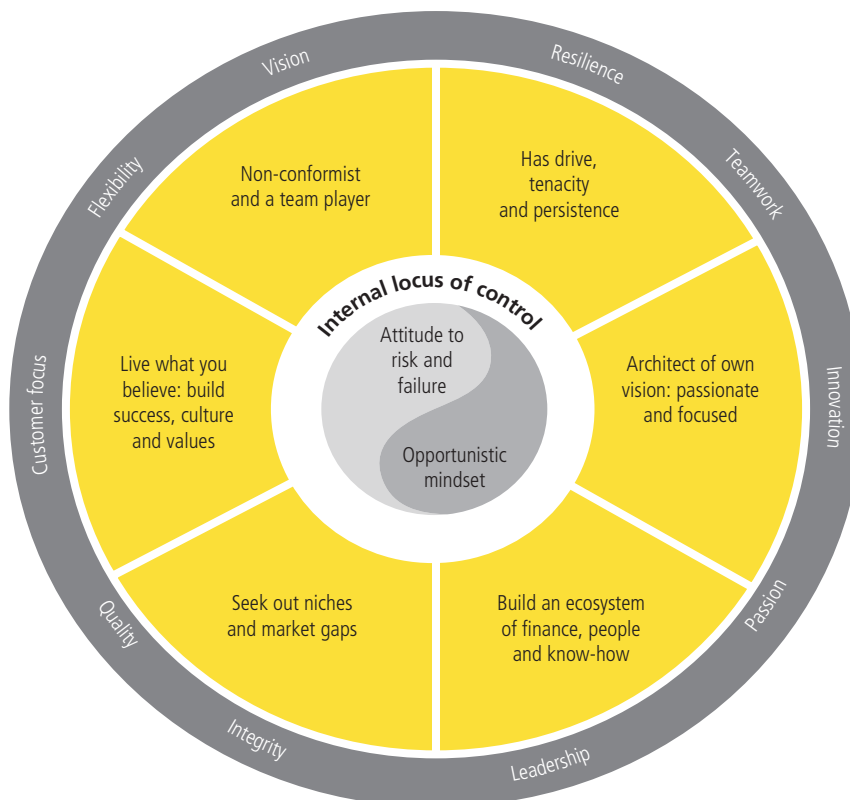 Vision
Resilience
Flexibility
Teamwork
Non-conformist
and a team player
Has drive,
tenacity
and persistence
Internal locus of control
Attitude to
risk and
failure
Opportunistic
mindset
Live what you
believe: build
success, culture
and values
Architect of own
vision: passionate
and focused
Customer focus
Innovation
Seek out niches
and market gaps
Build an ecosystem
of finance, people
and know-how
Quality
Passion
Integrity
Leadership